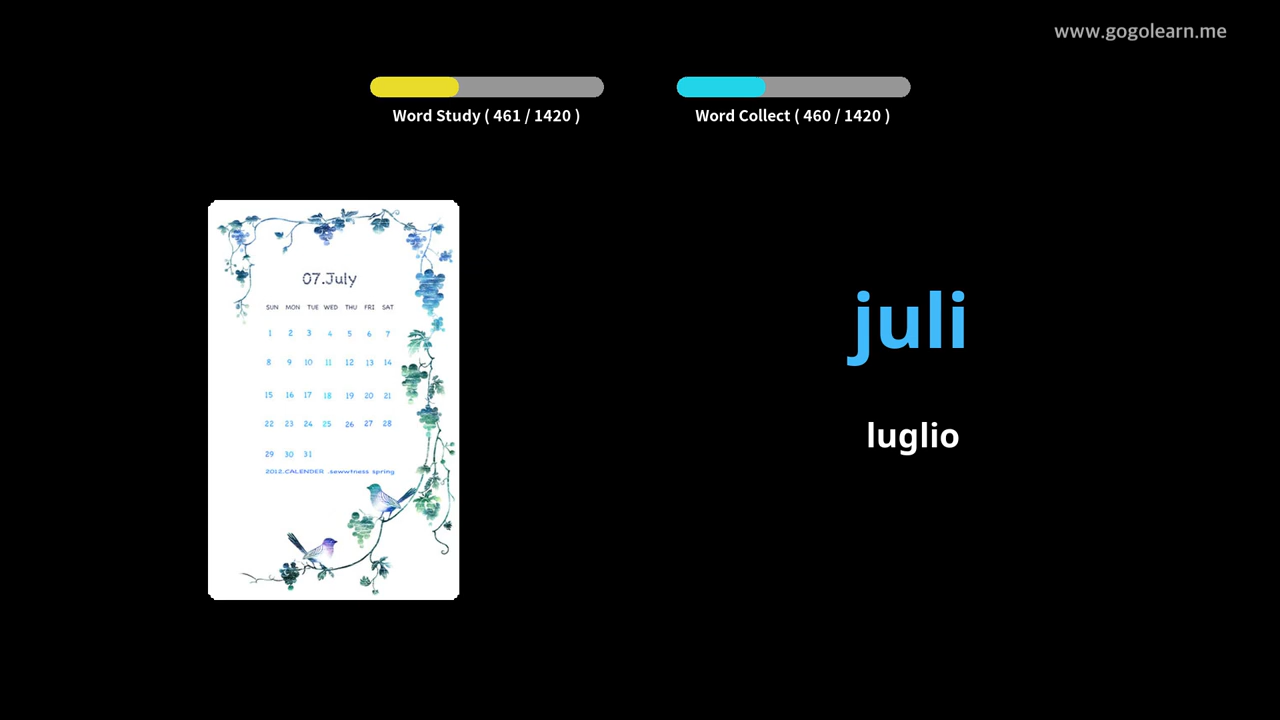 www.gogolearn.me
Word Study ( 461 / 1420 )
Word Collect ( 460 / 1420 )
07.July
SUN MON TUE WED THU FRI SAT
1 2 3 4 5 6 7
8 9 10 11 12 13 14
15 16 17 18 19 20 21
22 23 24 25 26 27 28
29 30 31
2012.CALENDER .sewwtness spring
juli
luglio